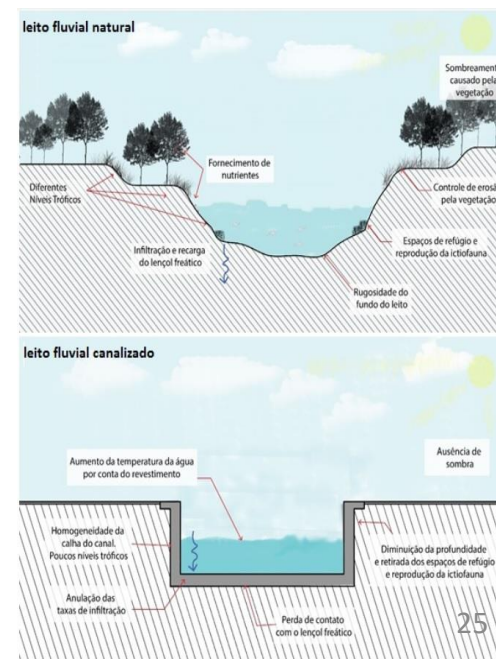 leito fluvial natural
Sombreament
causado pela
vegetação
Fornecimento de
nutrientes
Diferentes
Níveis Tróficos
Controle de erosã
pela vegetação
Infiltração e recarga
do lençol freático
Espaços de refúgio e
reprodução da ictiofauna
Rugosidade do
fundo do leito
leito fluvial canalizado
Ausência de
sombra
Aumento da temperatura da água
por conta do revestimento
Homogeneidade da
calha do canal.
Poucos níveis tróficos
Diminuição da profundidade
e retirada dos espaços de refúgio
e reprodução da ictiofauna
Anulação das
taxas de infiltração
Perda de contato
com o lençol freático
25